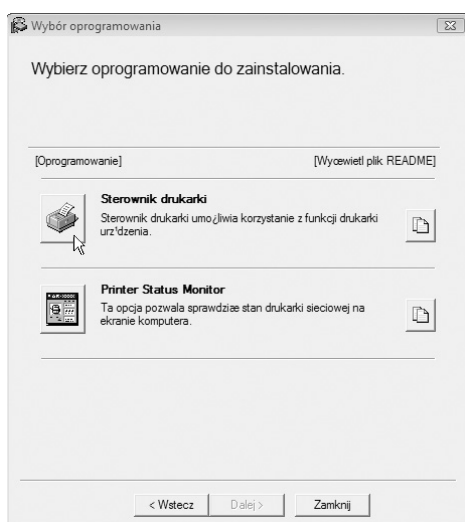 Wybór oprogramowania
Wybierz oprogramowanie do zainstalowania.
[Oprogramowanie] [Wyœwietl plik README]
Sterownik drukarki
Sterownik drukarki umo¿liwia korzystanie z funkcji drukarki
urz¹dzenia.
Printer Status Monitor
Ta opcja pozwala sprawdziæ stan drukarki sieciowej na
ekranie komputera.
< Wstecz Dalej > Zamknij